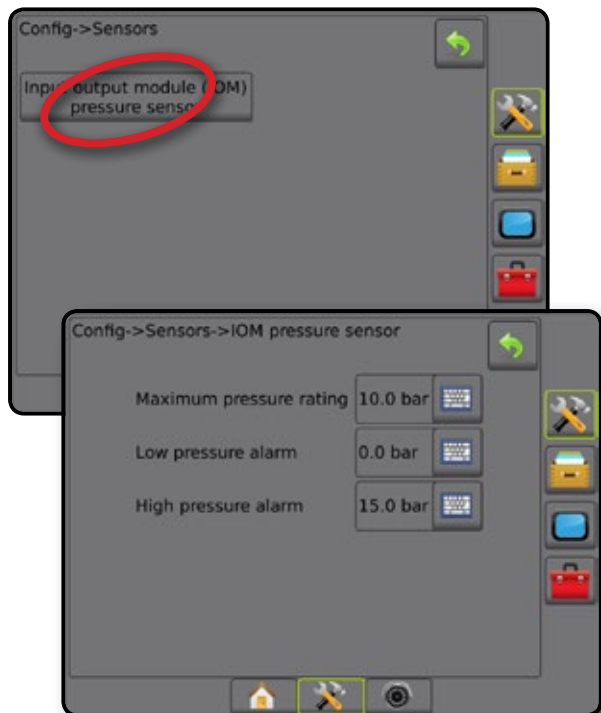 Config->Sensors
Input output module (IOM)
pressure sensor
Config->Sensors->IOM pressure sensor
Maximum pressure rating 10.0 bar
Low pressure alarm 0.0 bar
High pressure alarm 15.0 bar